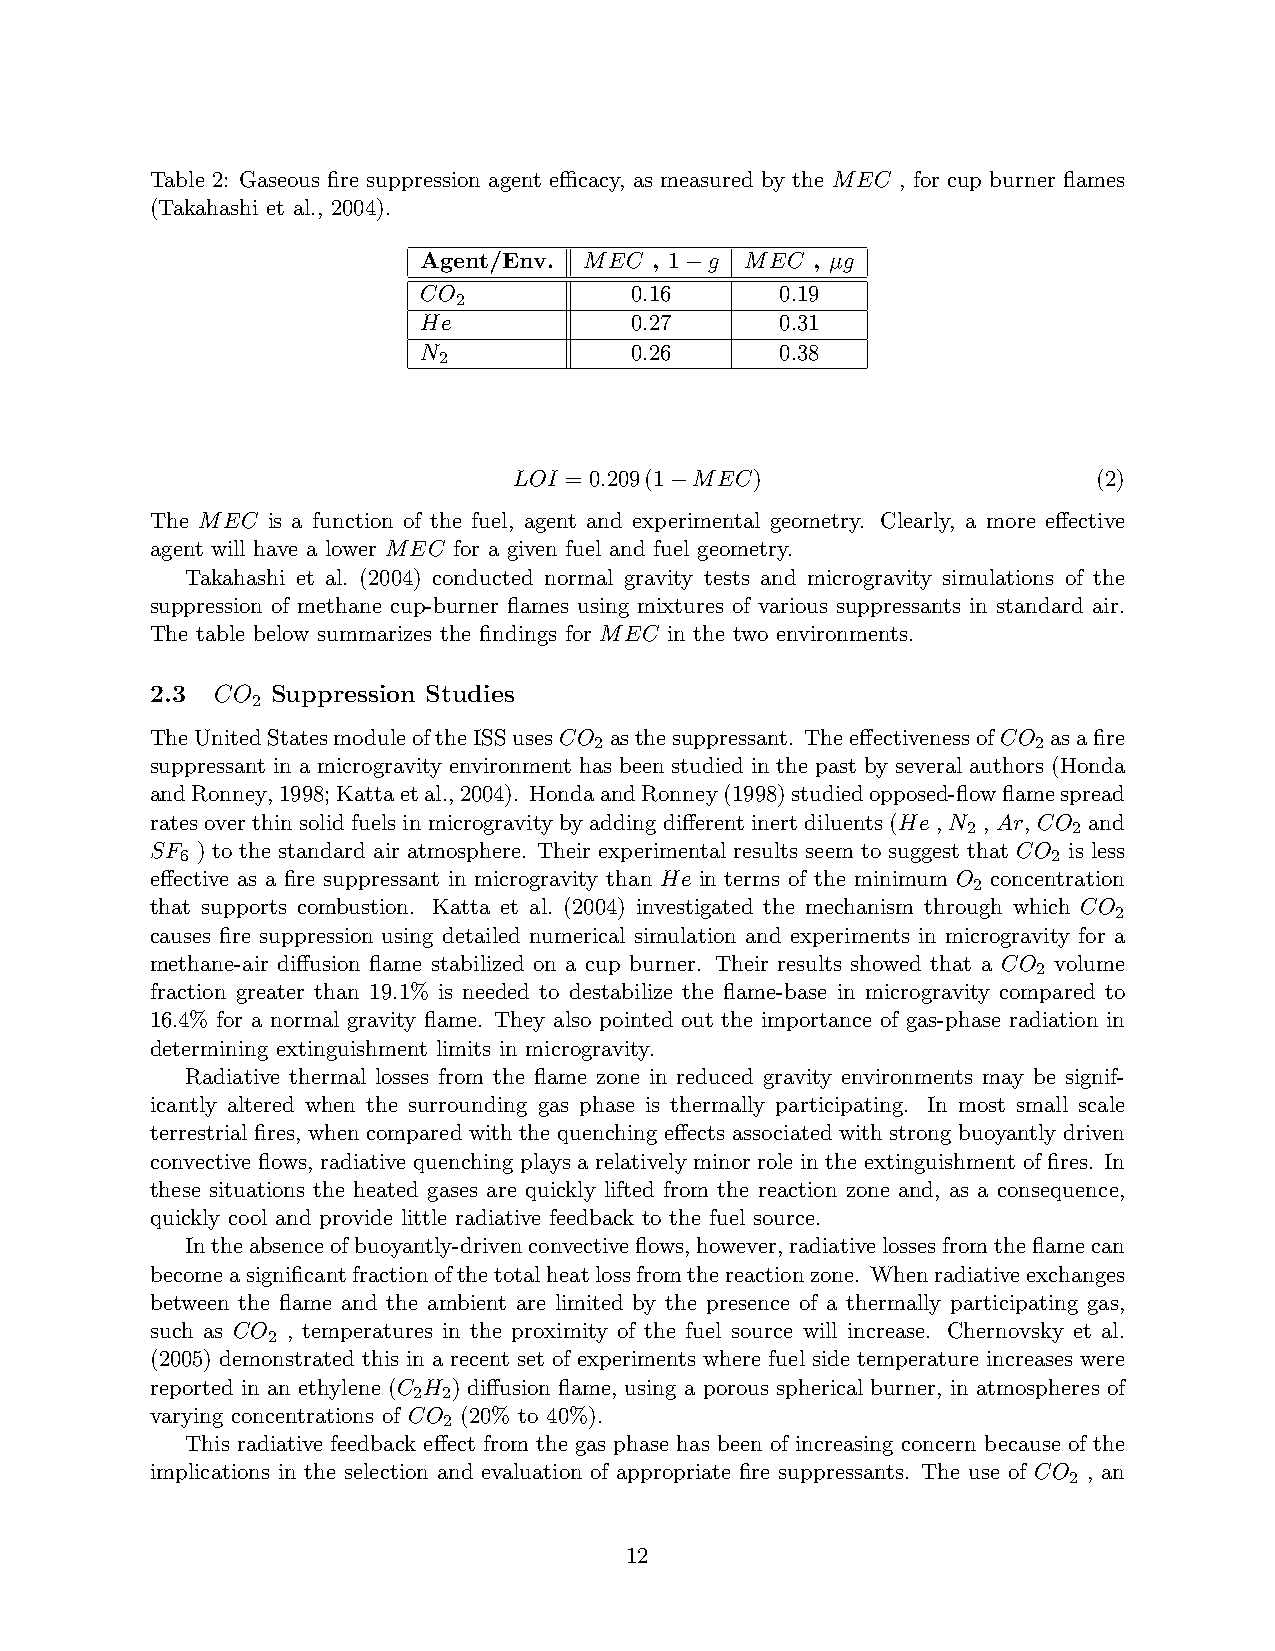 Table 2: Gaseous fire suppression agent efficacy, as measured by the MEC , for cup burner flames
(Takahashi et al., 2004).
Agent/Env. MEC , 1 − g MEC , µg
CO₂ 0.16 0.19
He 0.27 0.31
N₂ 0.26 0.38
LOI = 0.209 (1 − MEC) (2)
The MEC is a function of the fuel, agent and experimental geometry. Clearly, a more effective
agent will have a lower MEC for a given fuel and fuel geometry.
Takahashi et al. (2004) conducted normal gravity tests and microgravity simulations of the
suppression of methane cup-burner flames using mixtures of various suppressants in standard air.
The table below summarizes the findings for MEC in the two environments.
2.3 CO₂ Suppression Studies
The United States module of the ISS uses CO₂ as the suppressant. The effectiveness of CO₂ as a fire
suppressant in a microgravity environment has been studied in the past by several authors (Honda
and Ronney, 1998; Katta et al., 2004). Honda and Ronney (1998) studied opposed-flow flame spread
rates over thin solid fuels in microgravity by adding different inert diluents (He , N₂ , Ar, CO₂ and
SF₆ ) to the standard air atmosphere. Their experimental results seem to suggest that CO₂ is less
effective as a fire suppressant in microgravity than He in terms of the minimum O₂ concentration
that supports combustion. Katta et al. (2004) investigated the mechanism through which CO₂
causes fire suppression using detailed numerical simulation and experiments in microgravity for a
methane-air diffusion flame stabilized on a cup burner. Their results showed that a CO₂ volume
fraction greater than 19.1% is needed to destabilize the flame-base in microgravity compared to
16.4% for a normal gravity flame. They also pointed out the importance of gas-phase radiation in
determining extinguishment limits in microgravity.
Radiative thermal losses from the flame zone in reduced gravity environments may be signif-
icantly altered when the surrounding gas phase is thermally participating. In most small scale
terrestrial fires, when compared with the quenching effects associated with strong buoyantly driven
convective flows, radiative quenching plays a relatively minor role in the extinguishment of fires. In
these situations the heated gases are quickly lifted from the reaction zone and, as a consequence,
quickly cool and provide little radiative feedback to the fuel source.
In the absence of buoyantly-driven convective flows, however, radiative losses from the flame can
become a significant fraction of the total heat loss from the reaction zone. When radiative exchanges
between the flame and the ambient are limited by the presence of a thermally participating gas,
such as CO₂ , temperatures in the proximity of the fuel source will increase. Chernovsky et al.
(2005) demonstrated this in a recent set of experiments where fuel side temperature increases were
reported in an ethylene (C₂H₂) diffusion flame, using a porous spherical burner, in atmospheres of
varying concentrations of CO₂ (20% to 40%).
This radiative feedback effect from the gas phase has been of increasing concern because of the
implications in the selection and evaluation of appropriate fire suppressants. The use of CO₂ , an
12